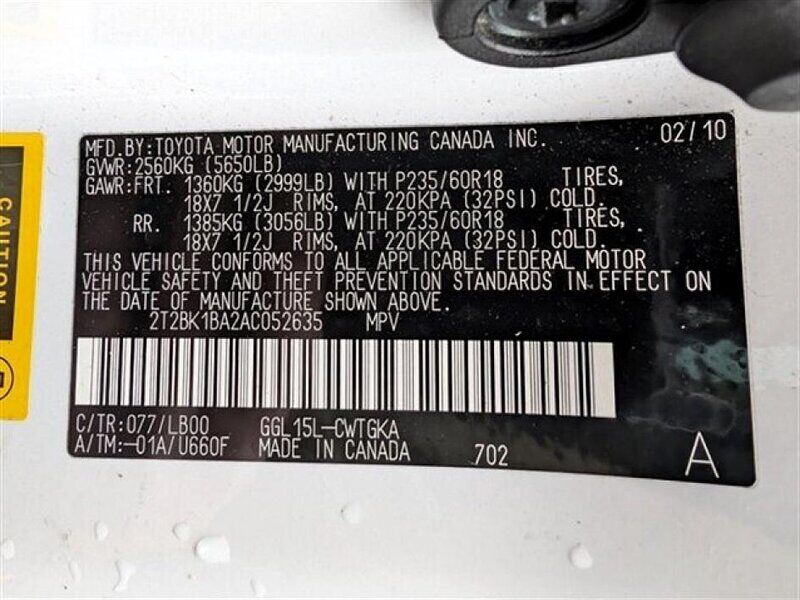 MFD.BY:TOYOTA MOTOR MANUFACTURING CANADA INC. 02/10
GVWR:2560KG (5650LB)
GAWR:FRT. 1360KG (2999LB) WITH P235/60R18 TIRES,
18X7 1/2J RIMS, AT 220KPA (32PSI) COLD.
RR. 1385KG (3056LB) WITH P235/60R18 TIRES,
18X7 1/2J RIMS, AT 220KPA (32PSI) COLD.
THIS VEHICLE CONFORMS TO ALL APPLICABLE FEDERAL MOTOR
VEHICLE SAFETY AND THEFT PREVENTION STANDARDS IN EFFECT ON
THE DATE OF MANUFACTURE SHOWN ABOVE.
2T2BK1BA2AC052635 MPV
C/TR:077/LB00 GGL15L-CWTGKA
A/TM:-01A/U660F MADE IN CANADA 702
A
CAUTION